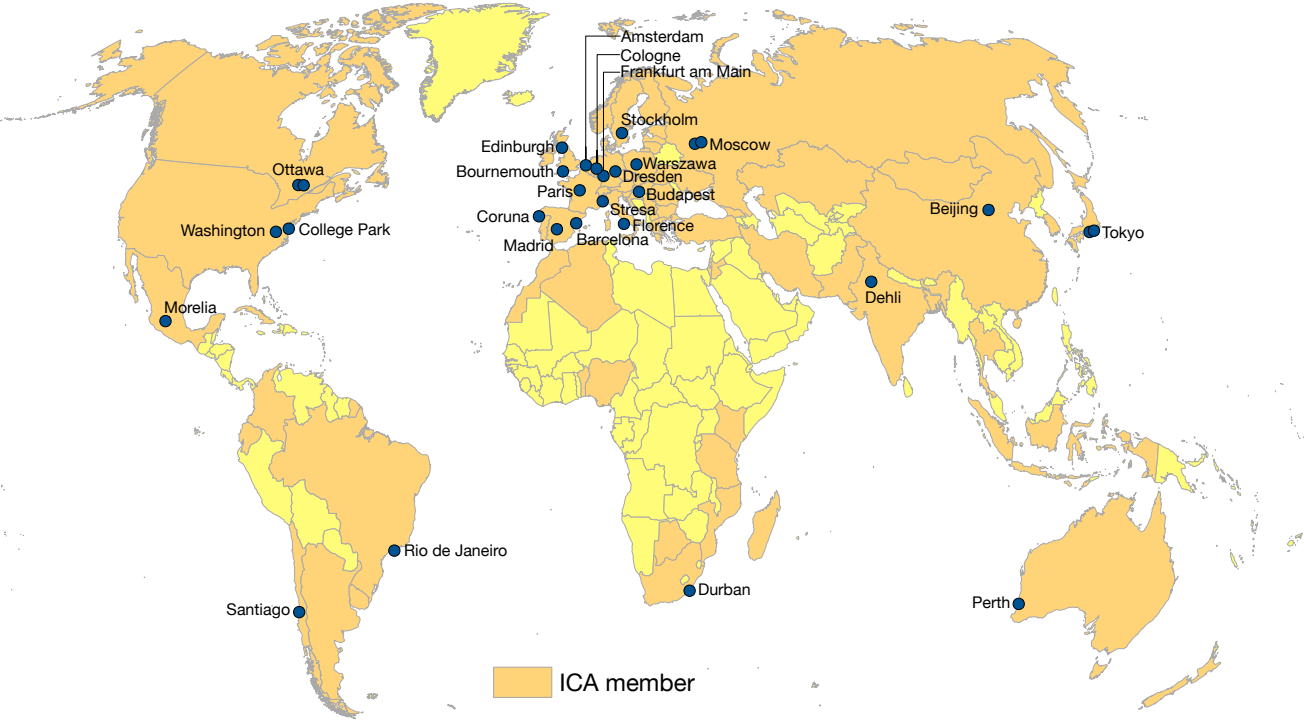 Amsterdam
Cologne
Frankfurt am Main
Stockholm
Edinburgh
Moscow
Warszawa
Ottawa
Bournemouth
Dresden
Paris
Budapest
Stresa
Coruna
Beijing
Washington
College Park
Florence
Madrid
Barcelona
Tokyo
Dehli
Morelia
Rio de Janeiro
Durban
Perth
Santiago
ICA member